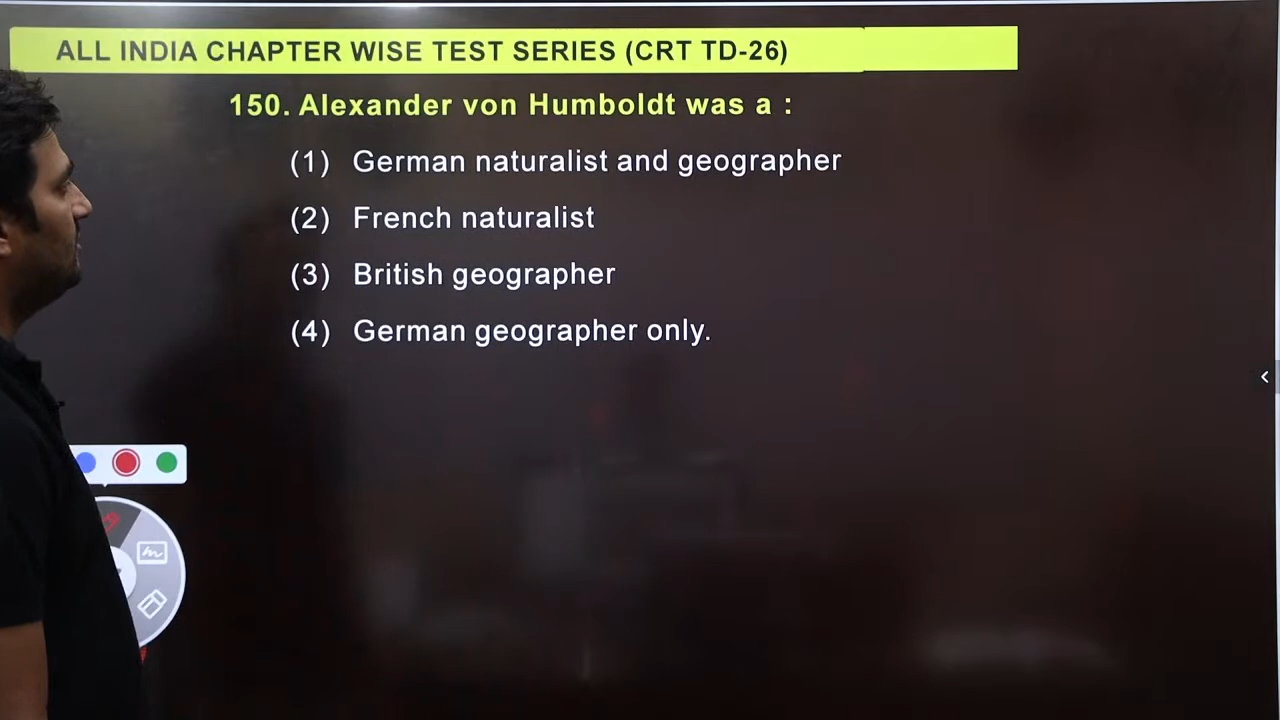 ALL INDIA CHAPTER WISE TEST SERIES (CRT TD-26)
150. Alexander von Humboldt was a :
(1) German naturalist and geographer
(2) French naturalist
(3) British geographer
(4) German geographer only.